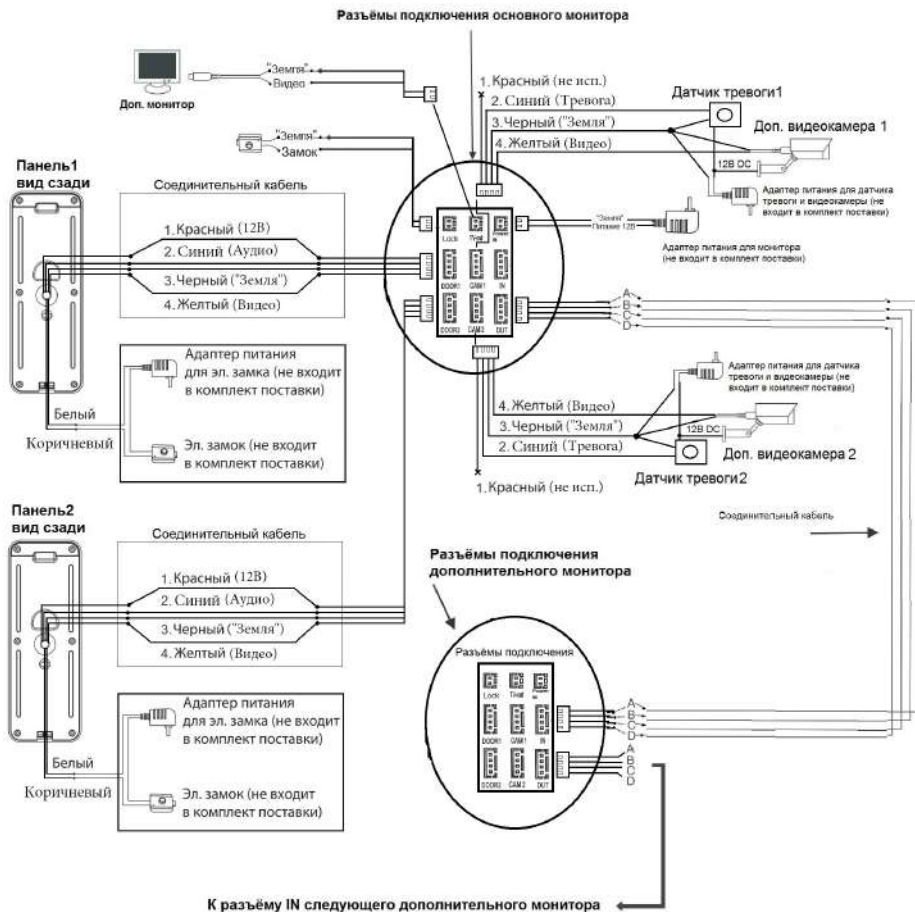 Разъёмы подключения основного монитора
"Земля"
Видео
Доп. монитор
"Земля"
Замок
1. Красный (не исп.)
2. Синий (Тревога)
3. Черный ("Земля")
4. Желтый (Видео)
Датчик тревоги1
Доп. видеокамера 1
12В DC
Адаптер питания для датчика
тревоги и видеокамеры (не
входит в комплект поставки)
"Земля"
Питание 12В
Адаптер питания для монитора
(не входит в комплект поставки)
Панель1
вид сзади
Соединительный кабель
1. Красный (12В)
2. Синий (Аудио)
3. Черный ("Земля")
4. Желтый (Видео)
Lock
DOOR1
CAM1
IN
DOOR2
CAM2
OUT
A
B
C
D
Адаптер питания
для эл. замка (не входит
в комплект поставки)
Белый
Коричневый
Эл. замок (не входит
в комплект поставки)
Адаптер питания для датчика
тревоги и видеокамеры (не
входит в комплект поставки)
4. Желтый (Видео)
3. Черный ("Земля")
2. Синий (Тревога)
1. Красный (не исп.)
12В DC
Доп. видеокамера 2
Датчик тревоги2
Соединительный кабель
Панель2
вид сзади
Соединительный кабель
1. Красный (12В)
2. Синий (Аудио)
3. Черный ("Земля")
4. Желтый (Видео)
Адаптер питания
для эл. замка (не входит
в комплект поставки)
Белый
Коричневый
Эл. замок (не входит
в комплект поставки)
Разъёмы подключения
дополнительного монитора
Разъёмы подключения
Lock
DOOR1
CAM1
IN
DOOR2
CAM2
OUT
A
B
C
D
A
B
C
D
К разъёму IN следующего дополнительного монитора